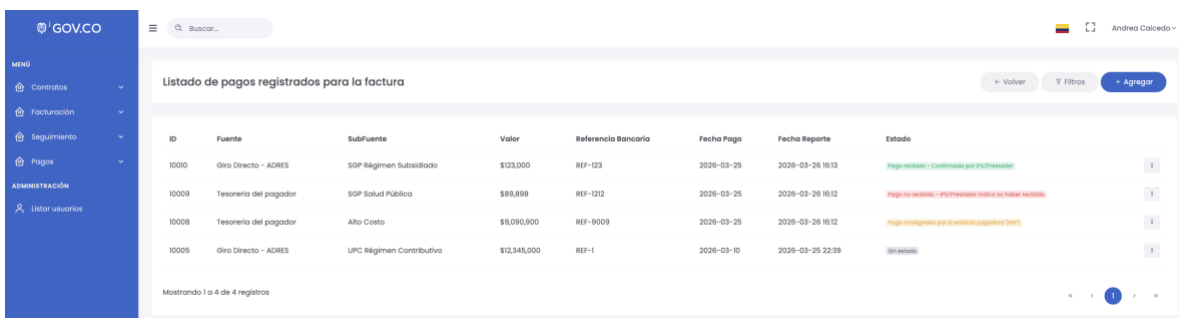 GOV.CO
Buscar...
Andrea Caicedo
MENÚ
Contratos
Facturación
Seguimiento
Pagos
ADMINISTRACIÓN
Listar usuarios
Listado de pagos registrados para la factura
← Volver
Filtros
+ Agregar
ID Fuente SubFuente Valor Referencia Bancaria Fecha Pago Fecha Reporte Estado
10010 Giro Directo - ADRES SGP Régimen Subsidiado $123,000 REF-123 2026-03-25 2026-03-26 16:13 Pago recibido - Confirmado por IPS/Prestador
10009 Tesorería del pagador SGP Salud Pública $89,898 REF-1212 2026-03-25 2026-03-26 16:12 Pago no recibido - IPS/Prestador indica no haber recibido
10008 Tesorería del pagador Alto Costo $9,090,900 REF-9009 2026-03-25 2026-03-26 16:12 Pago consignado por la entidad pagadora (ERP)
10005 Giro Directo - ADRES UPC Régimen Contributivo $12,345,000 REF-1 2026-03-10 2026-03-25 22:39 Sin estado
Mostrando 1 a 4 de 4 registros
« ‹ 1 › »